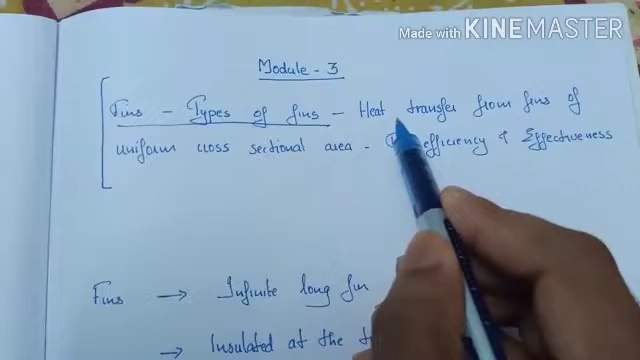 Made with KINEMASTER
Module - 3
Fins - Types of fins - Heat transfer from fins of
uniform cross sectional area - efficiency & Effectiveness
Fins → Infinite long fin
→ Insulated at the